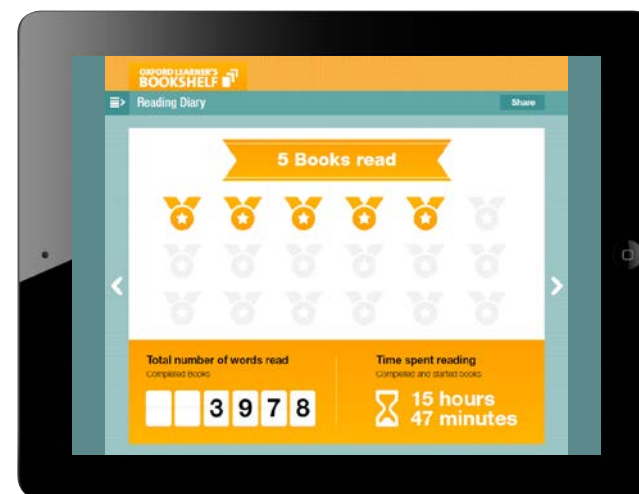 OXFORD LEARNER'S
BOOKSHELF
Reading Diary
Share
5 Books read
Total number of words read
Completed Books
3978
Time spent reading
Completed and started books
15 hours
47 minutes